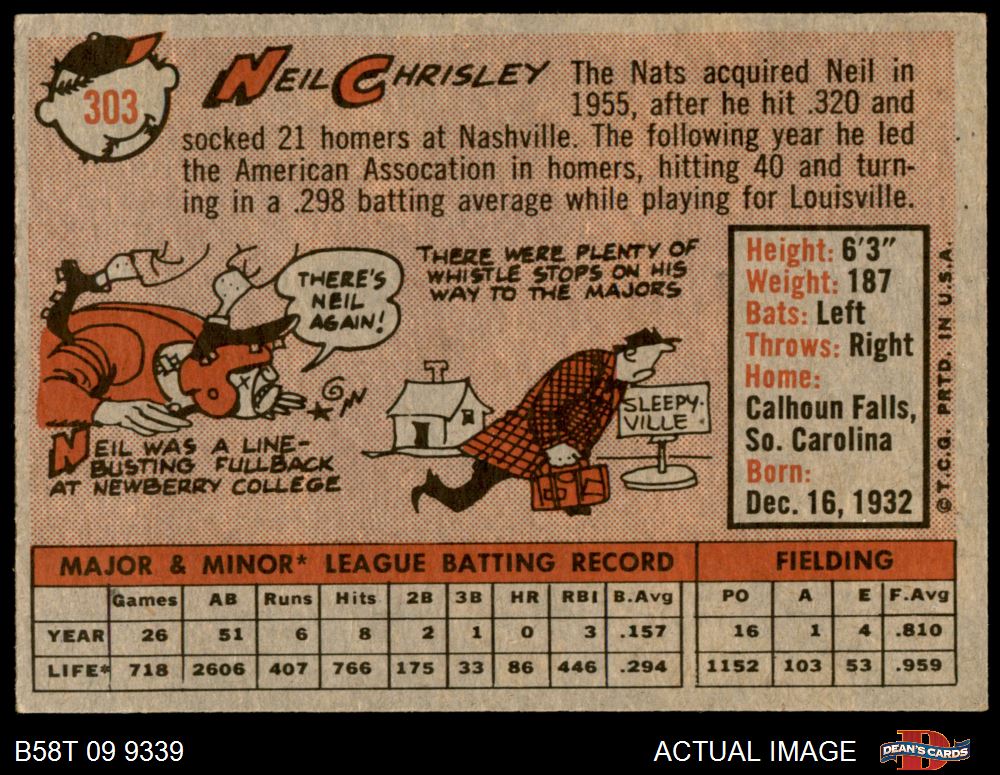 303
NEIL CHRISLEY
The Nats acquired Neil in
1955, after he hit .320 and
socked 21 homers at Nashville. The following year he led
the American Assocation in homers, hitting 40 and turn-
ing in a .298 batting average while playing for Louisville.
THERE'S
NEIL
AGAIN!
NEIL WAS A LINE-
BUSTING FULLBACK
AT NEWBERRY COLLEGE
THERE WERE PLENTY OF
WHISTLE STOPS ON HIS
WAY TO THE MAJORS
SLEEPY-
VILLE
Height: 6'3"
Weight: 187
Bats: Left
Throws: Right
Home:
Calhoun Falls,
So. Carolina
Born:
Dec. 16, 1932
© T.C.G. PRTD. IN U.S.A.
MAJOR & MINOR* LEAGUE BATTING RECORD FIELDING
Games AB Runs Hits 2B 3B HR RBI B.Avg PO A E F.Avg
YEAR 26 51 6 8 2 1 0 3 .157 16 1 4 .810
LIFE* 718 2606 407 766 175 33 86 446 .294 1152 103 53 .959
B58T 09 9339 ACTUAL IMAGE DEAN'S CARDS